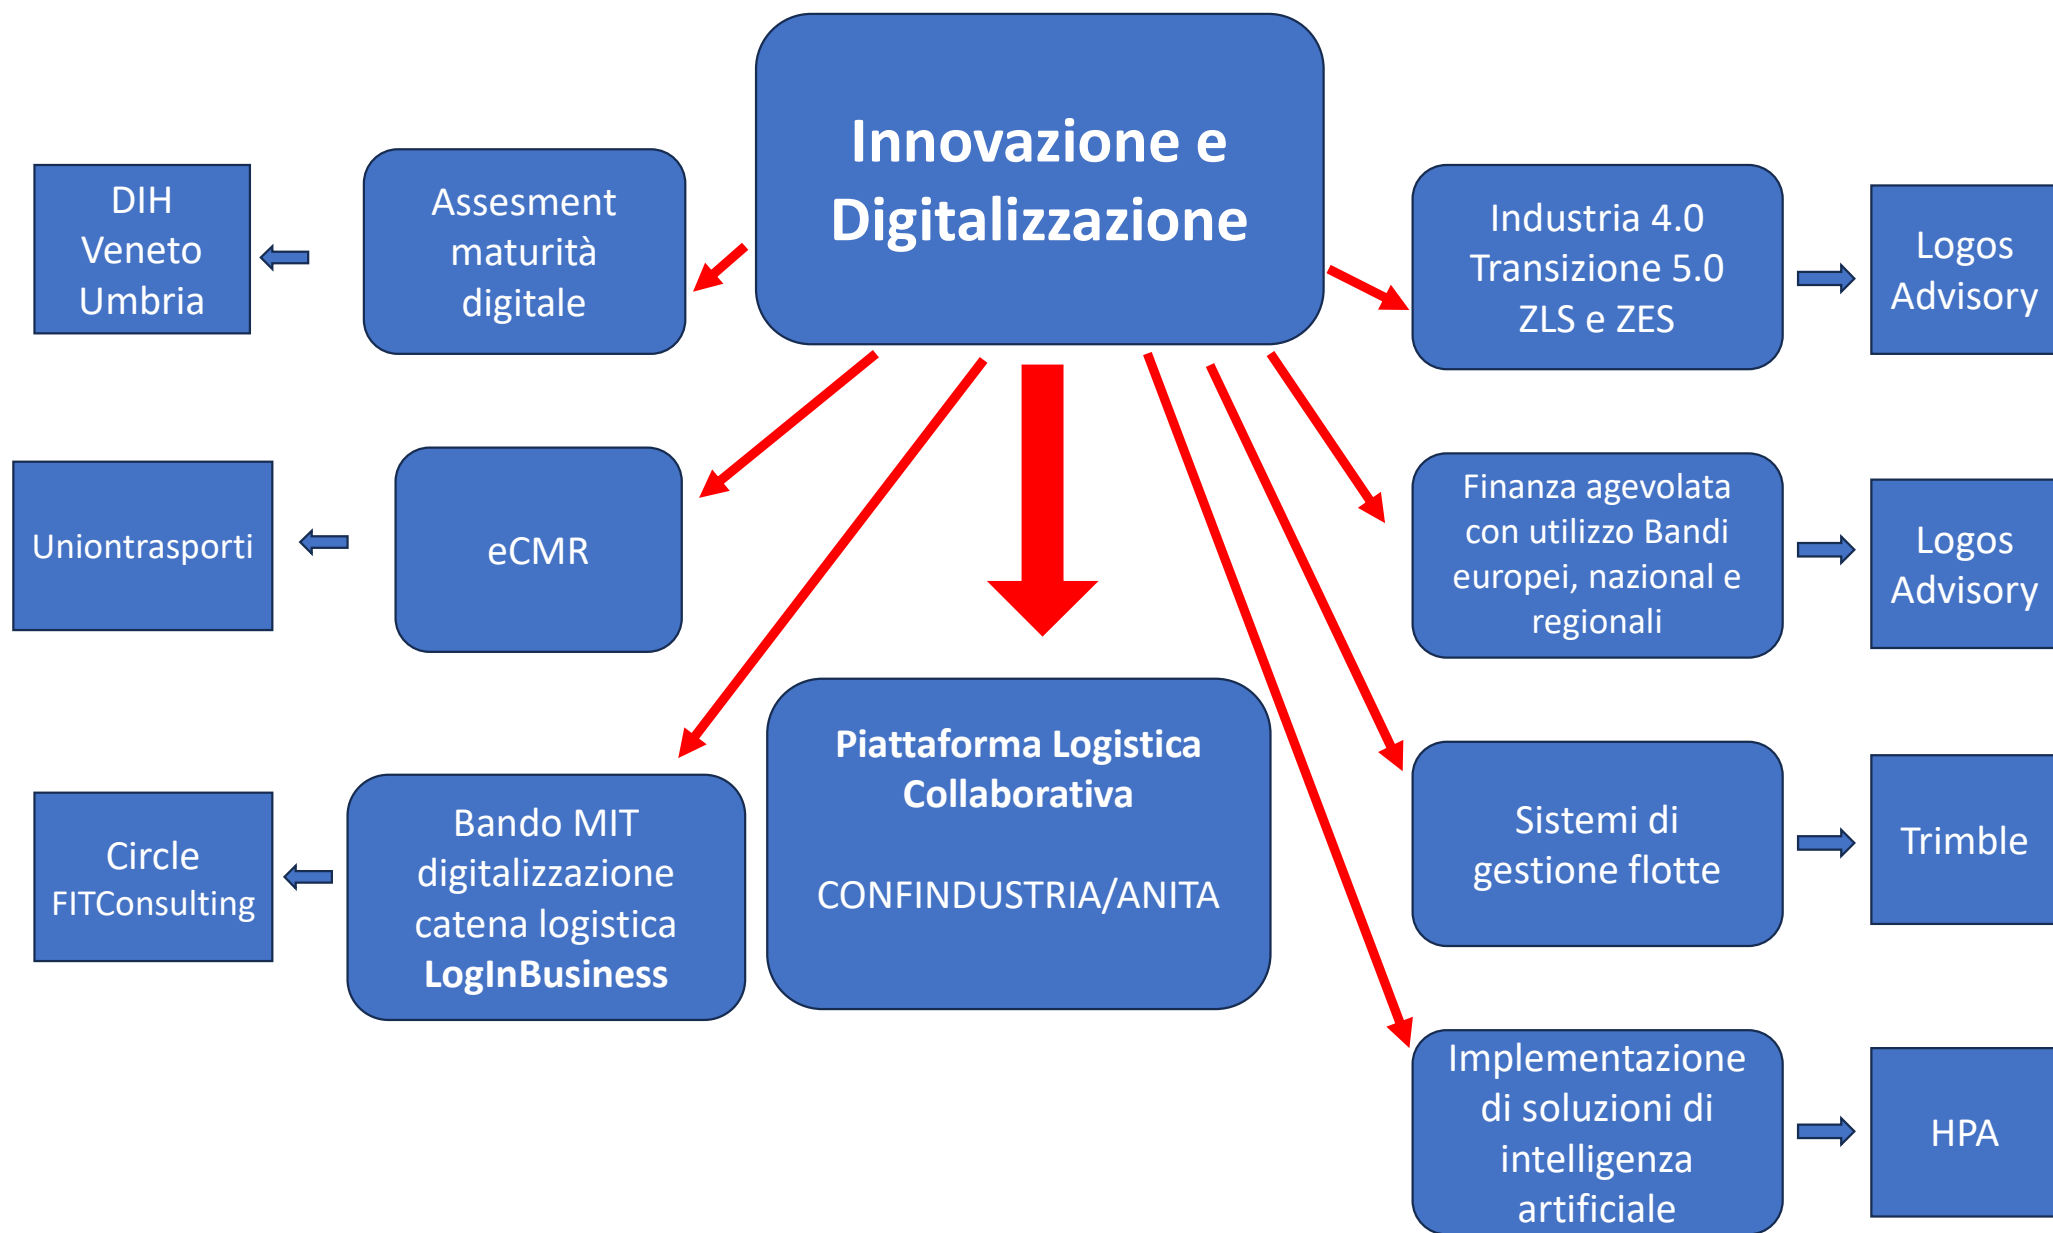 Innovazione e
Digitalizzazione
DIH
Veneto
Umbria
Assesment
maturità
digitale
Industria 4.0
Transizione 5.0
ZLS e ZES
Logos
Advisory
Uniontrasporti
eCMR
Finanza agevolata
con utilizzo Bandi
europei, nazional e
regionali
Logos
Advisory
Circle
FITConsulting
Bando MIT
digitalizzazione
catena logistica
LogInBusiness
Piattaforma Logistica
Collaborativa
CONFINDUSTRIA/ANITA
Sistemi di
gestione flotte
Trimble
Implementazione
di soluzioni di
intelligenza
artificiale
HPA